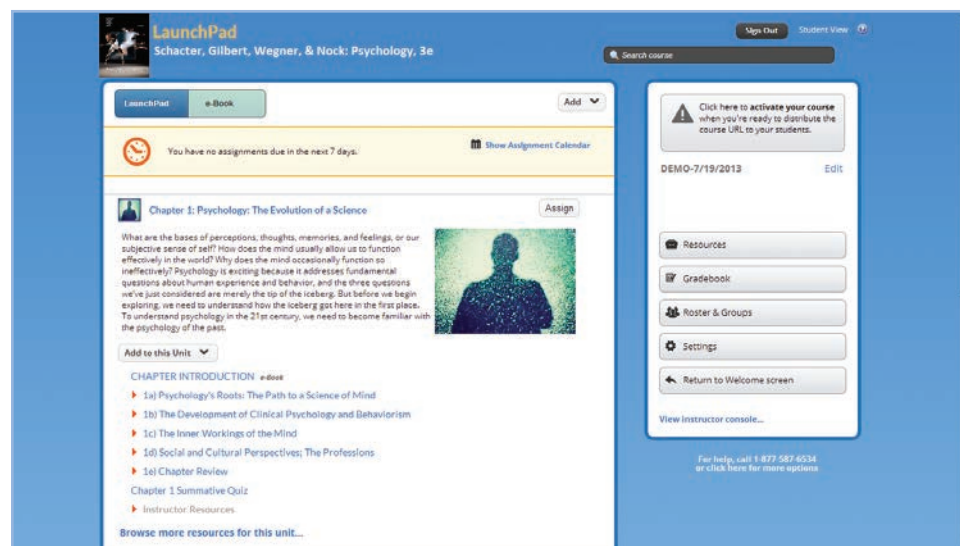 LaunchPad
Schacter, Gilbert, Wegner, & Nock: Psychology, 3e
Sign Out
Student View
Search course
LaunchPad
e-Book
Add
You have no assignments due in the next 7 days.
Show Assignment Calendar
Chapter 1: Psychology: The Evolution of a Science
Assign
What are the bases of perceptions, thoughts, memories, and feelings, or our
subjective sense of self? How does the mind usually allow us to function
effectively in the world? Why does the mind occasionally function so
ineffectively? Psychology is exciting because it addresses fundamental
questions about human experience and behavior, and the three questions
we've just considered are merely the tip of the iceberg. But before we begin
exploring, we need to understand how the iceberg got here in the first place.
To understand psychology in the 21st century, we need to become familiar with
the psychology of the past.
Add to this Unit
CHAPTER INTRODUCTION e-Book
1a) Psychology's Roots: The Path to a Science of Mind
1b) The Development of Clinical Psychology and Behaviorism
1c) The Inner Workings of the Mind
1d) Social and Cultural Perspectives; The Professions
1e) Chapter Review
Chapter 1 Summative Quiz
Instructor Resources
Browse more resources for this unit...
Click here to activate your course
when you're ready to distribute the
course URL to your students.
DEMO-7/19/2013
Edit
Resources
Gradebook
Roster & Groups
Settings
Return to Welcome screen
View instructor console...
For help, call 1-877-587-6534
or click here for more options